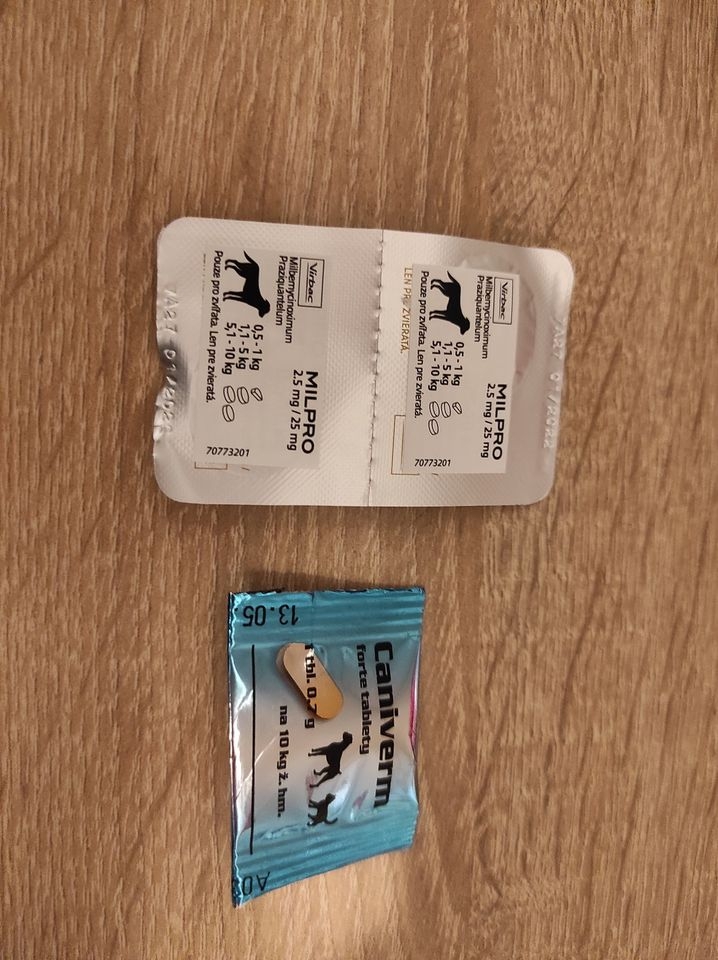 Virbac
MILPRO
2,5 mg / 25 mg
Milbemycinoximum
Praziquantelum
0,5 - 1 kg
1,1 - 5 kg
5,1 - 10 kg
Pouze pro zvířata. Len pre zvieratá.
70773201
LEN ZVIERATÁ.
Virbac
MILPRO
2,5 mg / 25 mg
Milbemycinoximum
Praziquantelum
0,5 - 1 kg
1,1 - 5 kg
5,1 - 10 kg
Pouze pro zvířata. Len pre zvieratá.
70773201
Caniverm
forte tablety
tbl. 0,7 g
na 10 kg ž. hm.
13.05.